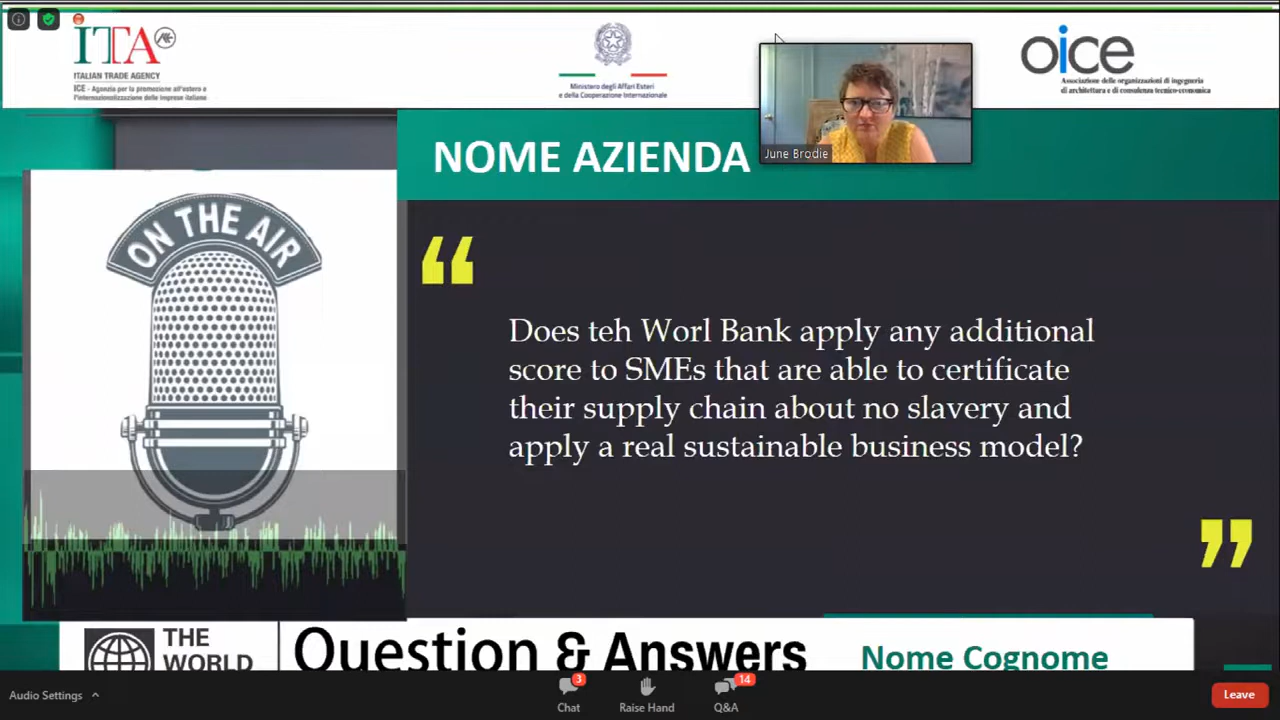 ITA
ITALIAN TRADE AGENCY
ICE - Agenzia per la promozione all'estero e
l'internazionalizzazione delle imprese italiane
Ministero degli Affari Esteri
e della Cooperazione Internazionale
oice
Associazione delle organizzazioni di ingegneria
di architettura e di consulenza tecnico-economica
June Brodie
NOME AZIENDA
ON THE AIR
“
Does teh Worl Bank apply any additional
score to SMEs that are able to certificate
their supply chain about no slavery and
apply a real sustainable business model?
”
THE
WORLD
Question & Answers
Nome Cognome
Audio Settings
3
Chat
Raise Hand
14
Q&A
Leave